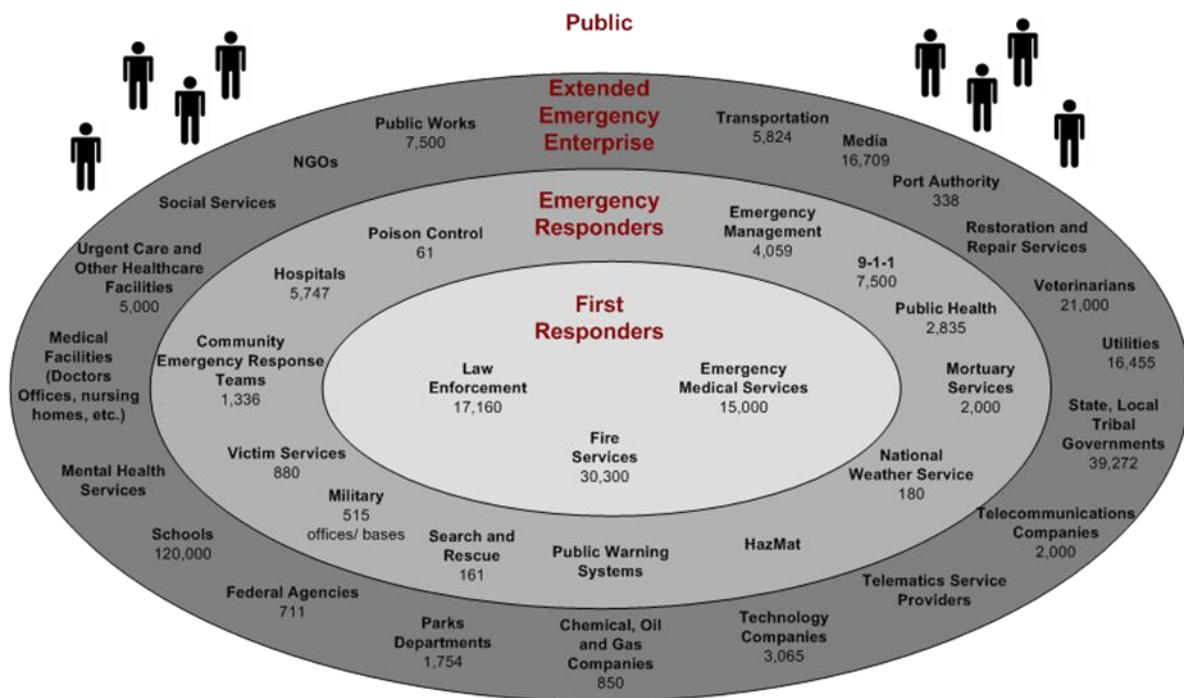 Public
Extended
Emergency
Enterprise
Public Works
7,500
NGOs
Social Services
Urgent Care and
Other Healthcare
Facilities
5,000
Medical
Facilities
(Doctors
Offices, nursing
homes, etc.)
Mental Health
Services
Schools
120,000
Federal Agencies
711
Parks
Departments
1,754
Chemical, Oil
and Gas
Companies
850
Technology
Companies
3,065
Telematics Service
Providers
Telecommunications
Companies
2,000
State, Local
Tribal
Governments
39,272
Utilities
16,455
Veterinarians
21,000
Restoration and
Repair Services
Port Authority
338
Media
16,709
Transportation
5,824
Emergency
Responders
Poison Control
61
Hospitals
5,747
Community
Emergency Response
Teams
1,336
Victim Services
880
Military
515
offices/ bases
Search and
Rescue
161
Public Warning
Systems
HazMat
National
Weather Service
180
Mortuary
Services
2,000
Public Health
2,835
9-1-1
7,500
Emergency
Management
4,059
First
Responders
Law
Enforcement
17,160
Emergency
Medical Services
15,000
Fire
Services
30,300